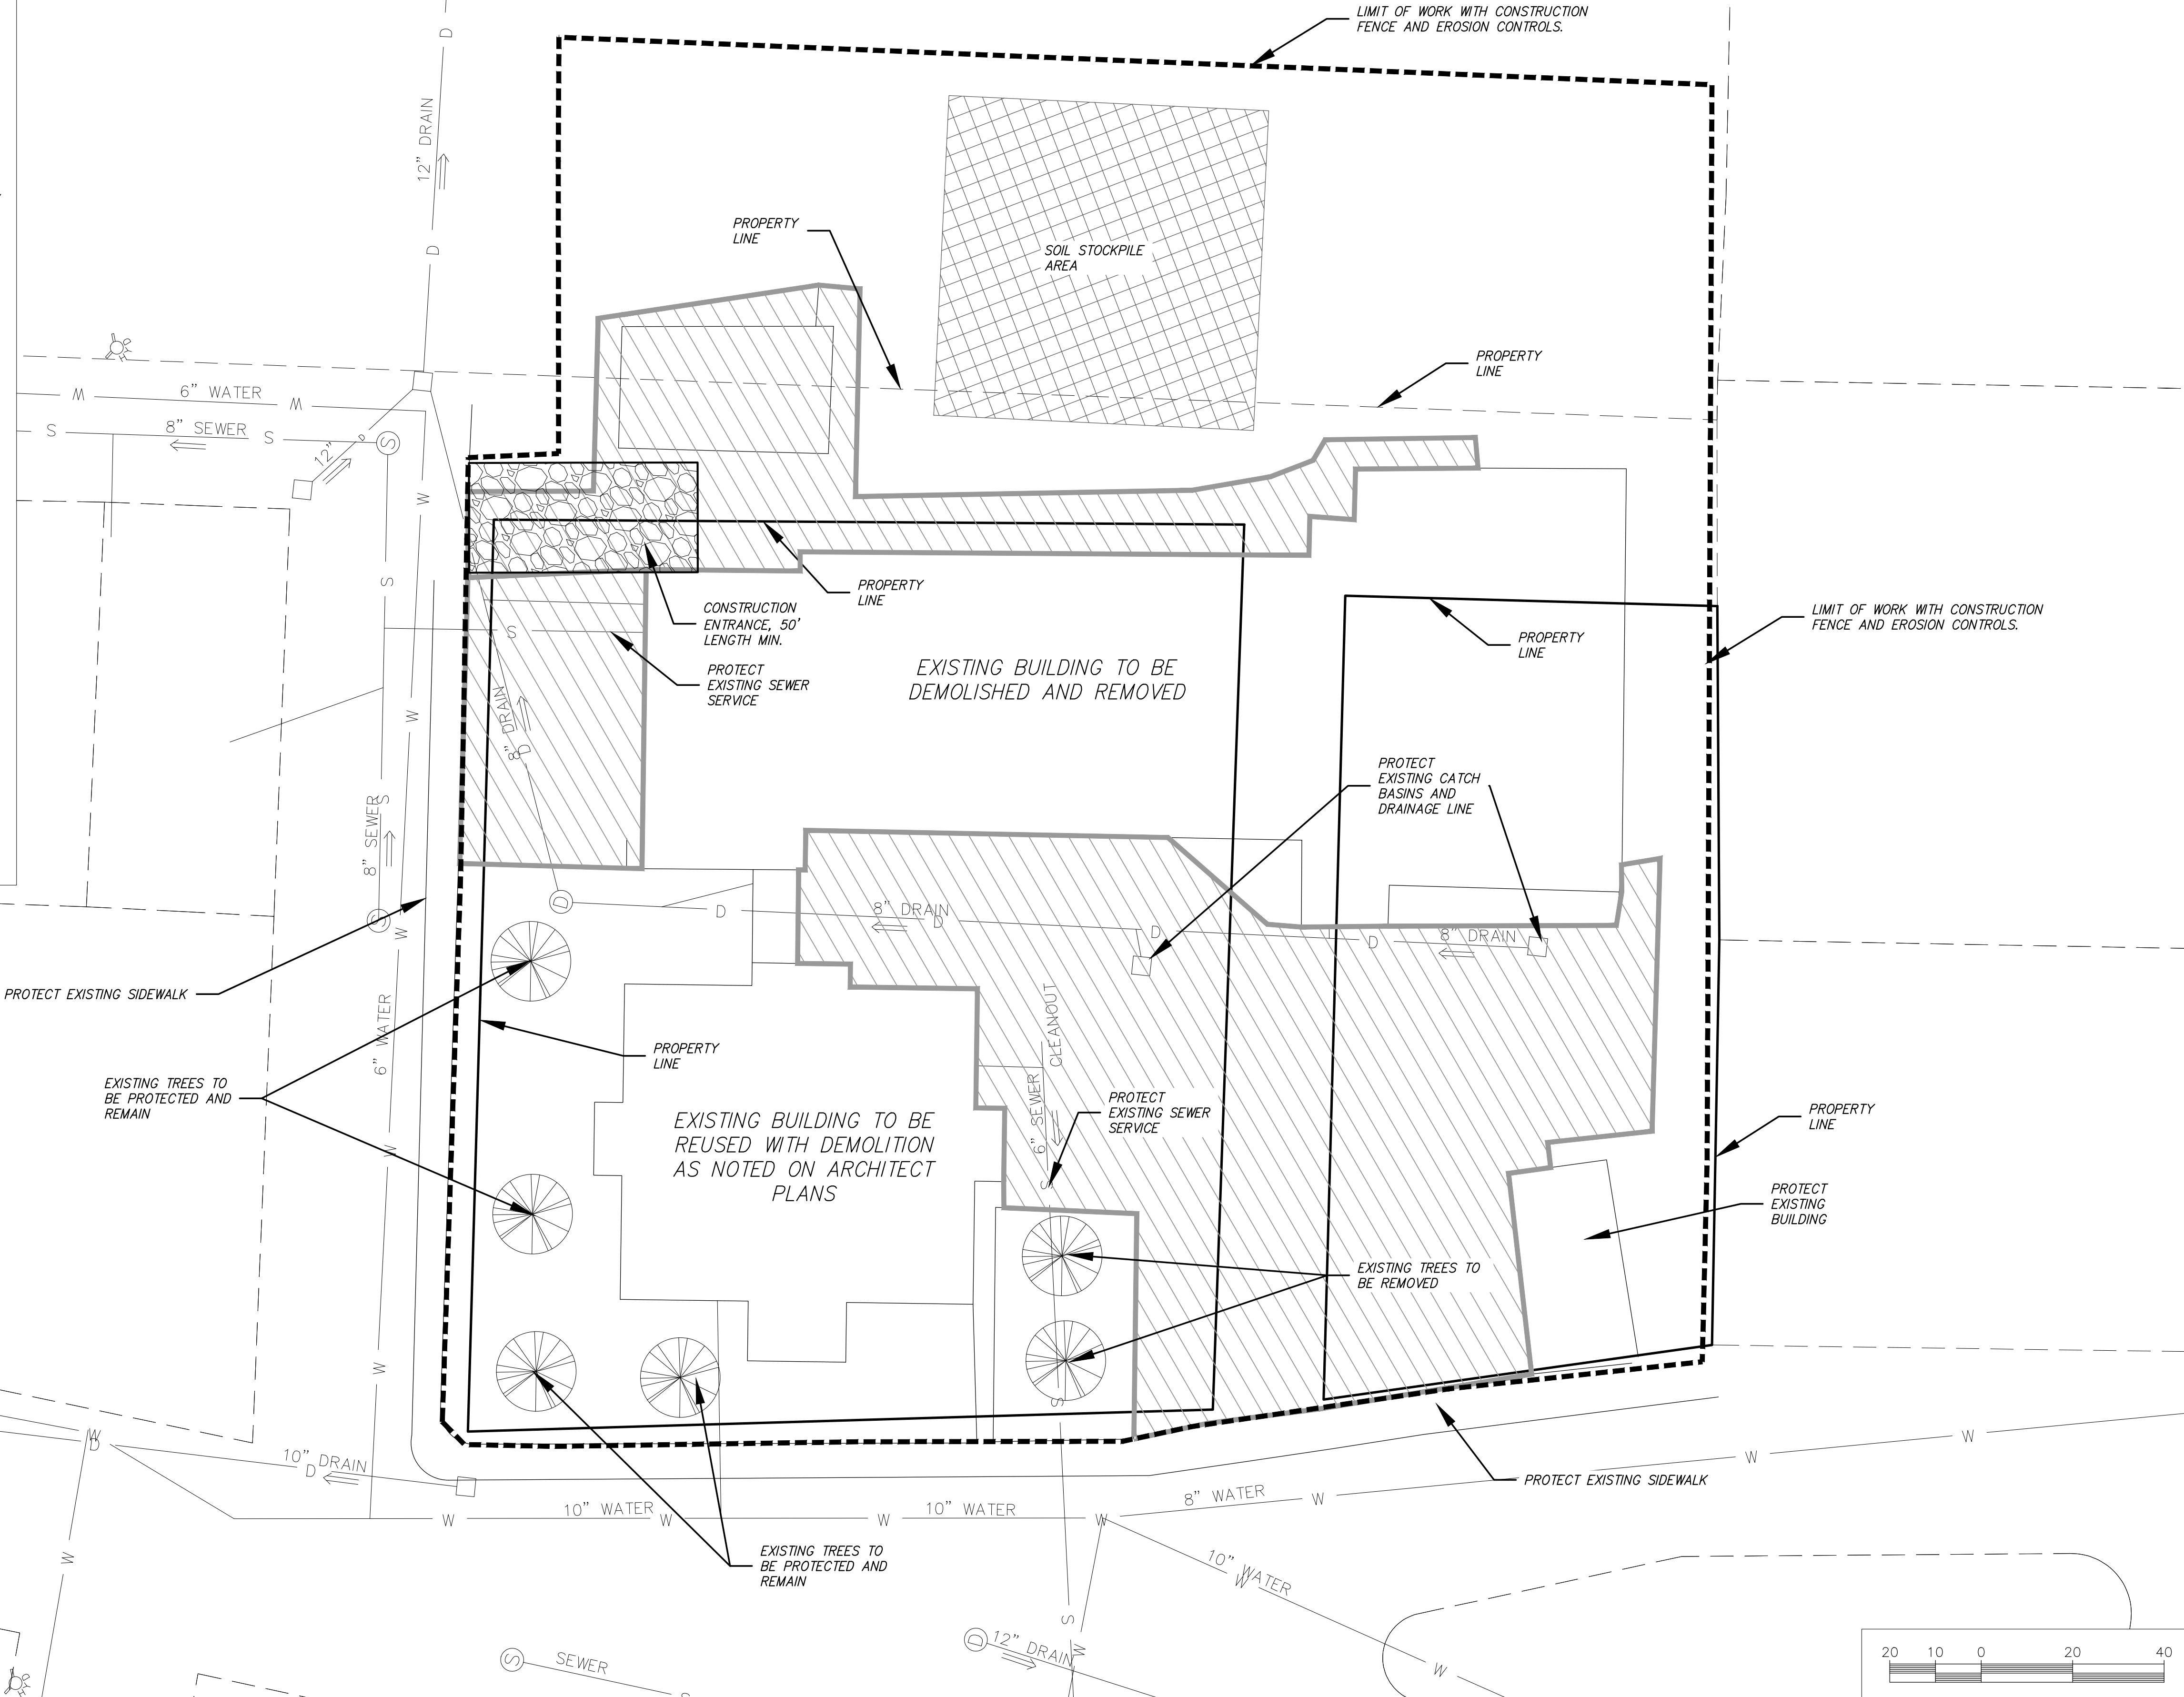 LIMIT OF WORK WITH CONSTRUCTION
FENCE AND EROSION CONTROLS.
D
12” DRAIN
D
PROPERTY
LINE
SOIL STOCKPILE
AREA
HYD
PROPERTY
LINE
W
6” WATER
W
S
8” SEWER
S
S
12”
D
W
S
CONSTRUCTION
ENTRANCE, 50'
LENGTH MIN.
PROPERTY
LINE
LIMIT OF WORK WITH CONSTRUCTION
FENCE AND EROSION CONTROLS.
PROPERTY
LINE
S
PROTECT
EXISTING SEWER
SERVICE
EXISTING BUILDING TO BE
DEMOLISHED AND REMOVED
W
8” DRAIN
D
PROTECT
EXISTING CATCH
BASINS AND
DRAINAGE LINE
8” SEWER
S
S
W
D
D
8” DRAIN
D
D
D
8” DRAIN
PROTECT EXISTING SIDEWALK
6” WATER
CLEANOUT
PROPERTY
LINE
EXISTING TREES TO
BE PROTECTED AND
REMAIN
6” SEWER
PROTECT
EXISTING SEWER
SERVICE
PROPERTY
LINE
EXISTING BUILDING TO BE
REUSED WITH DEMOLITION
AS NOTED ON ARCHITECT
PLANS
W
S
PROTECT
EXISTING
BUILDING
EXISTING TREES TO
BE REMOVED
W
S
W
D
10” DRAIN
D
PROTECT EXISTING SIDEWALK
W
W
10” WATER
W
W
10” WATER
W
8” WATER
W
W
W
EXISTING TREES TO
BE PROTECTED AND
REMAIN
10” WATER
W
W
S
W
S
SEWER
S
D
12” DRAIN
HYD
20 10 0 20 40